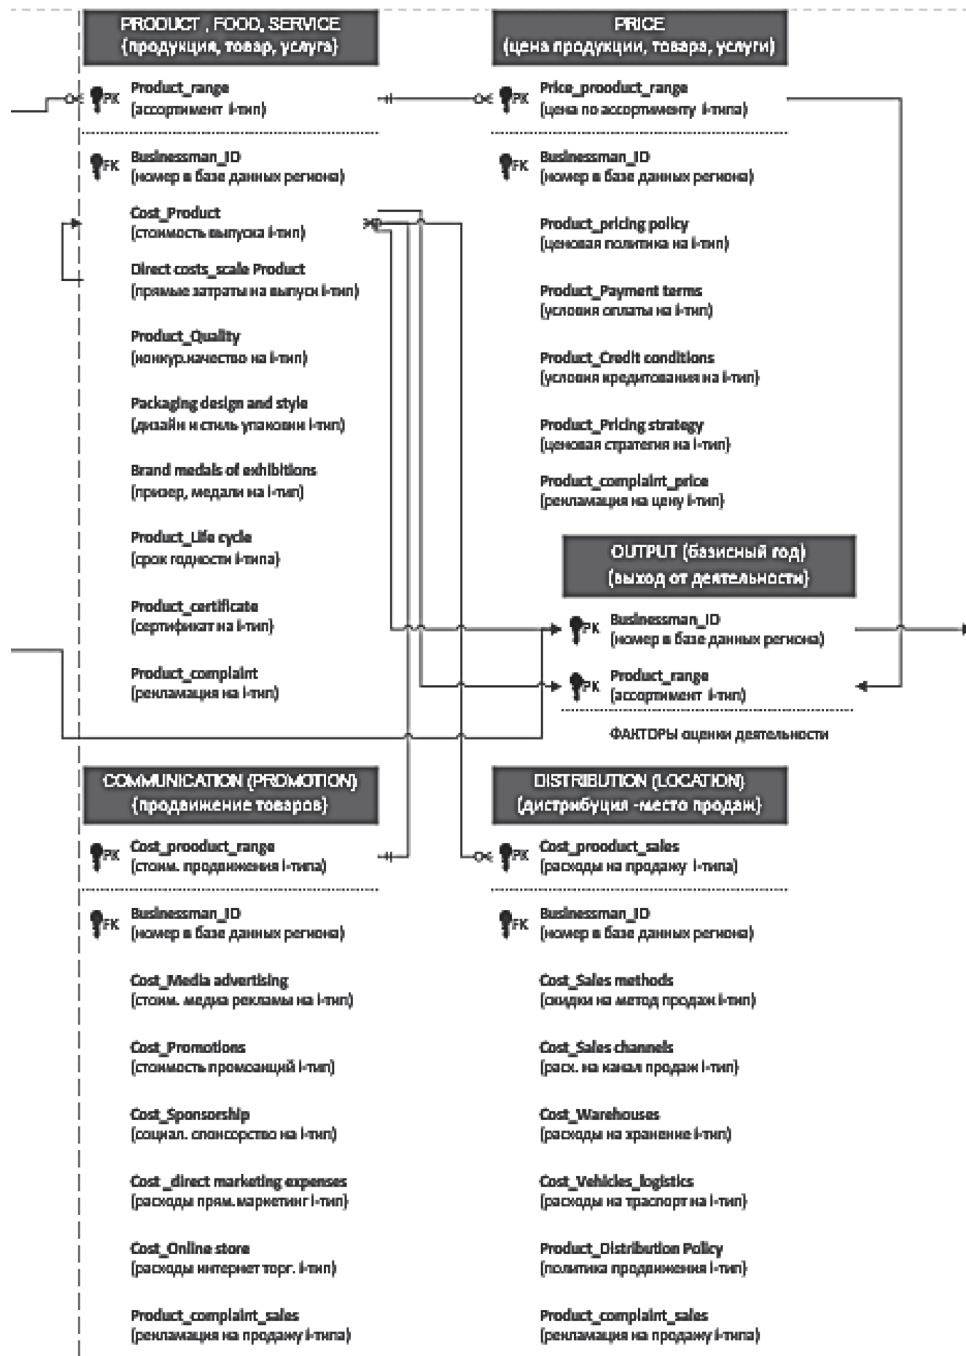 PRODUCT , FOOD, SERVICE
(продукция, товар, услуга}
PK Product_range
(ассортимент i-тип)
FK Businessman_ID
(номер в базе данных региона)
Cost_Product
(стоимость выпуска i-тип)
Direct costs_scale Product
(прямые затраты на выпуск i-тип)
Product_Quality
(конкур.качество на i-тип)
Packaging design and style
(дизайн и стиль упаковки i-тип)
Brand medals of exhibitions
(призер, медали на i-тип)
Product_Life cycle
(срок годности i-типа}
Product_certificate
(сертификат на i-тип}
Product_complaint
(рекламация на i-тип)
PRICE
(цена продукции, товара, услуги)
PK Price_prooduct_range
(цена по ассортименту i-типа)
FK Businessman_ID
(номер в базе данных региона)
Product_pricing policy
(ценовая политика на i-тип)
Product_Payment terms
(условия оплаты на i-тип)
Product_Credit conditions
(условия кредитования на i-тип}
Product_Pricing strategy
(ценовая стратегия на i-тип}
Product_complaint_price
(рекламация на цену i-тип}
OUTPUT (базисный год)
(выход от деятельности}
PK Businessman_ID
(номер в базе данных региона}
PK Product_range
(ассортимент i-тип)
ФАКТОРЫ оценки деятельности
COMMUNICATION (PROMOTION)
(продвижение товаров}
PK Cost_prooduct_range
(стоим. продвижения i-типа)
FK Businessman_ID
(номер в базе данных региона)
Cost_Media advertising
(стоим. медиа рекламы на i-тип)
Cost_Promotions
(стоимость промоакций i-тип)
Cost_Sponsorship
(социал. спонсорство на i-тип)
Cost _direct marketing expenses
(расходы прям.маркетинг i-тип}
Cost_Online store
(расходы интернет торг. i-тип)
Product_complaint_sales
(рекламация на продажу i-типа)
DISTRIBUTION (LOCATION)
(дистрибуция -место продаж}
PK Cost_prooduct_sales
(расходы на продажу i-типа)
FK Businessman_ID
(номер в базе данных региона)
Cost_Sales methods
(скидки на метод продаж i-тип)
Cost_Sales channels
(расх. на канал продаж i-тип}
Cost_Warehouses
(расходы на хранение i-тип)
Cost_Vehicles_logistics
(расходы на траспорт на i-тип)
Product_Distribution Policy
(политика продвижения i-тип}
Product_complaint_sales
(рекламация на продажу i-типа)